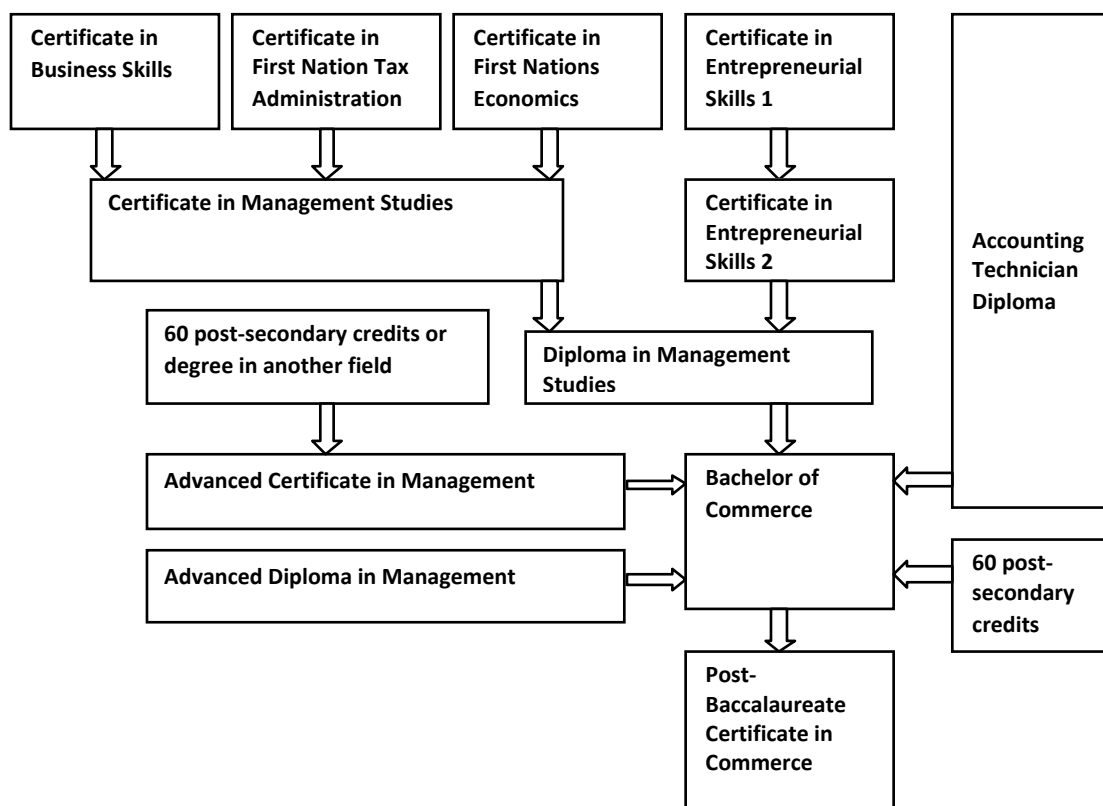 Certificate in
Business Skills
Certificate in
First Nation Tax
Administration
Certificate in
First Nations
Economics
Certificate in
Entrepreneurial
Skills 1
Certificate in Management Studies
Certificate in
Entrepreneurial
Skills 2
Accounting
Technician
Diploma
60 post-secondary credits or
degree in another field
Diploma in Management
Studies
Advanced Certificate in Management
Bachelor of
Commerce
Advanced Diploma in Management
60 post-
secondary
credits
Post-
Baccalaureate
Certificate in
Commerce